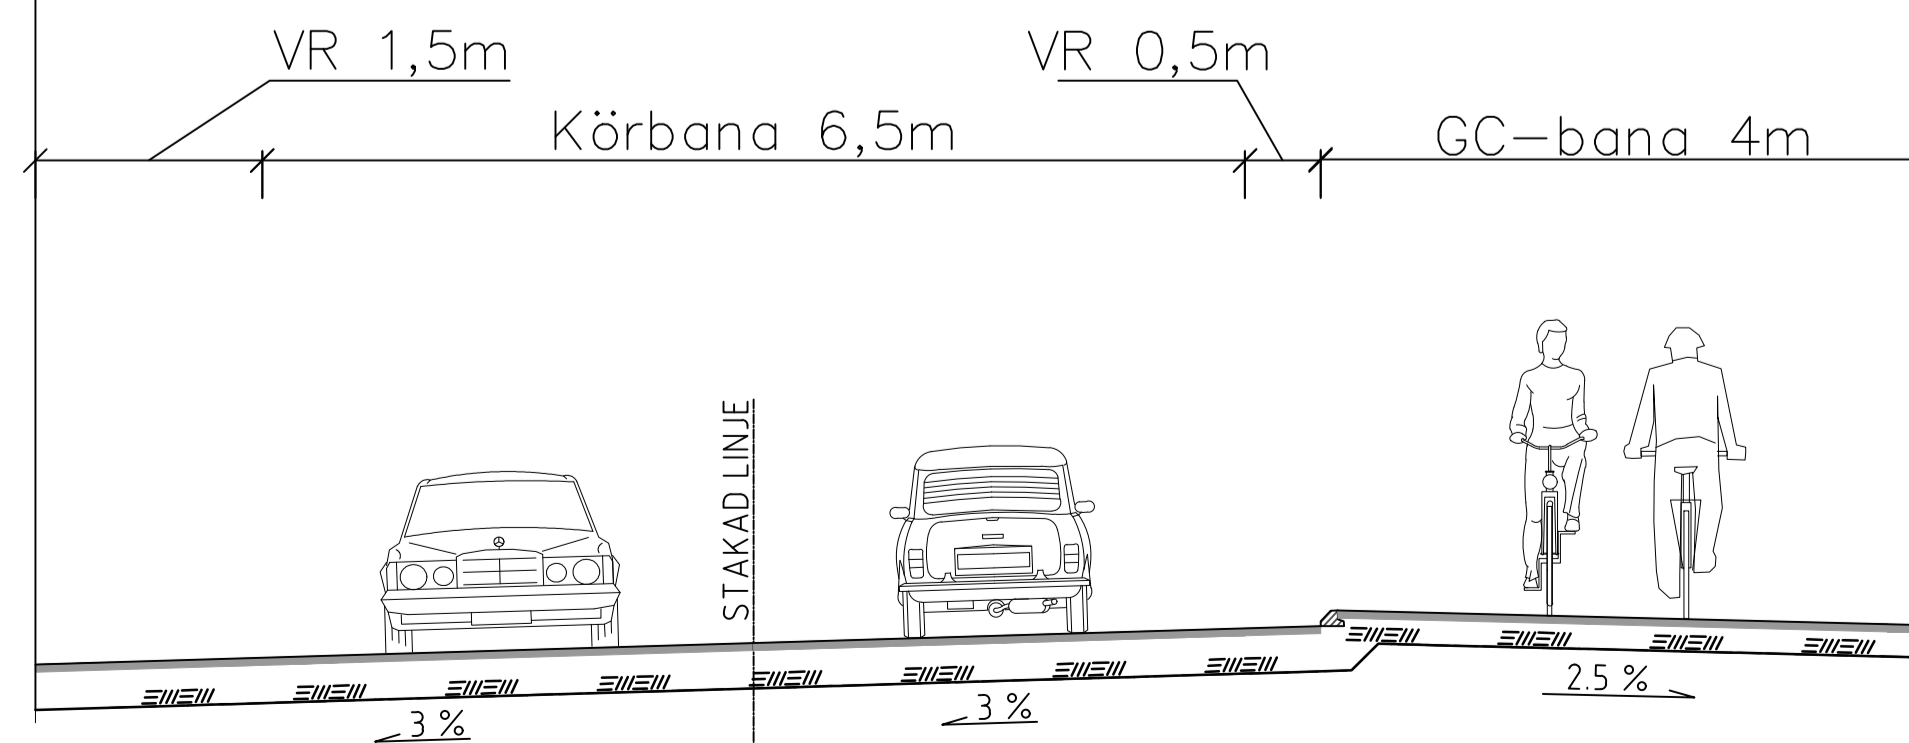 VR 1,5m
VR 0,5m
Körbana 6,5m
GC-bana 4m
STAKAD LINJE
2.5 %
3 %
3 %